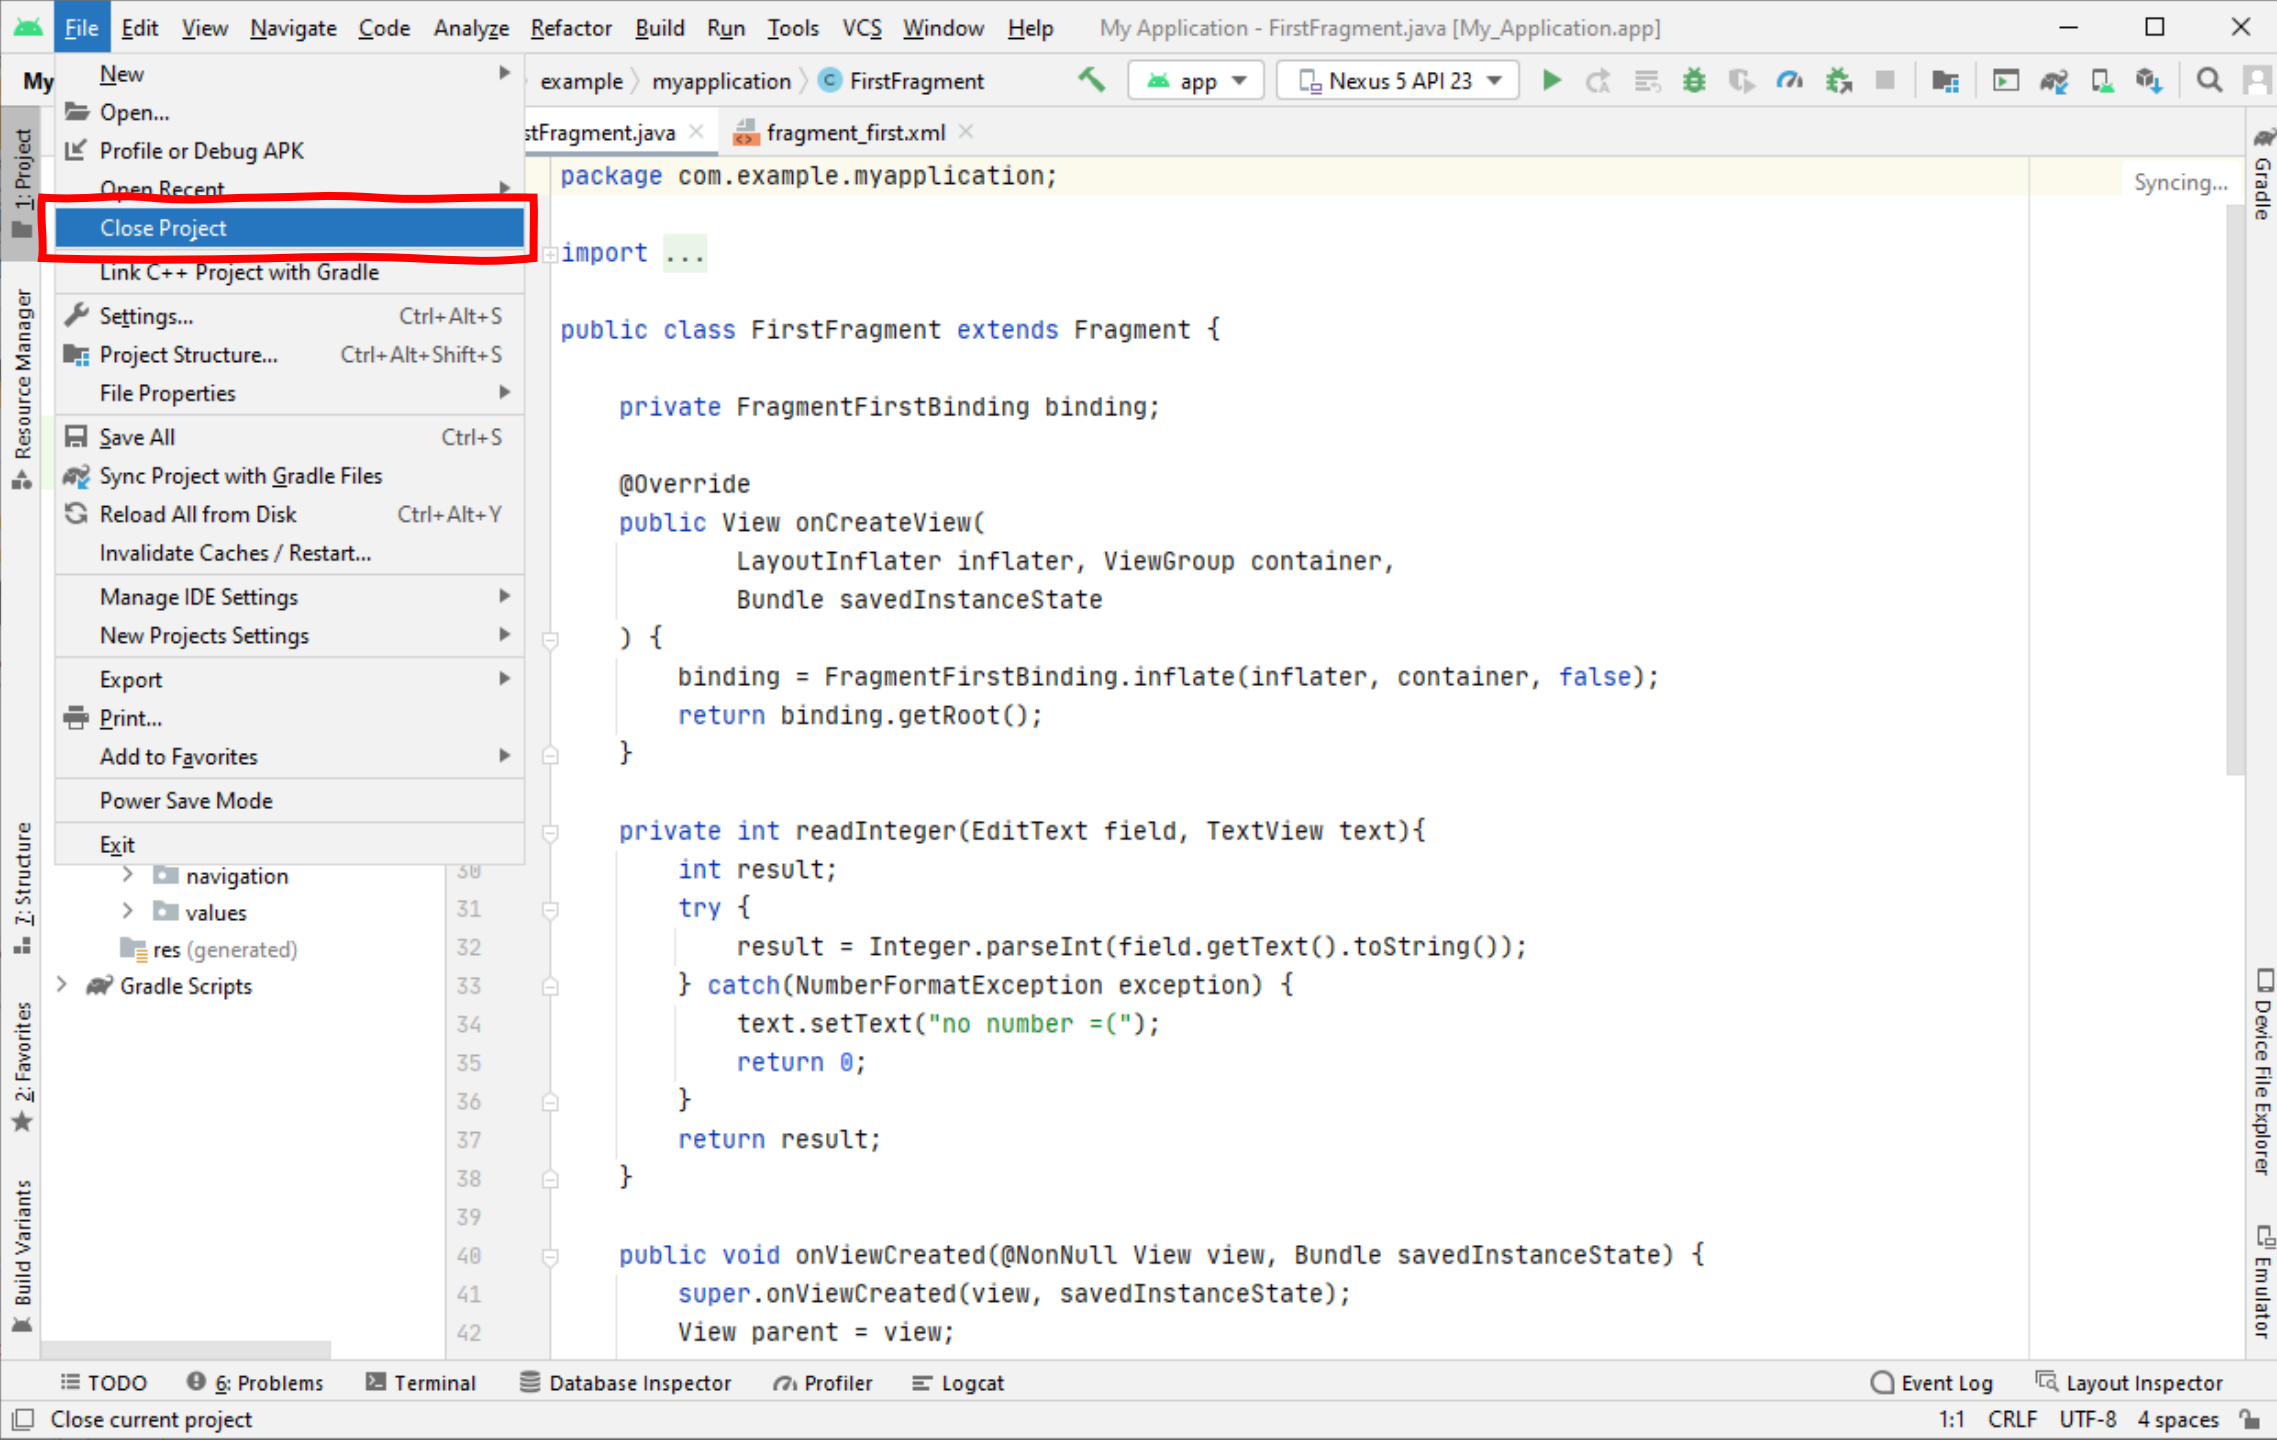 File Edit View Navigate Code Analyze Refactor Build Run Tools VCS Window Help My Application - FirstFragment.java [My_Application.app]
My example myapplication FirstFragment app Nexus 5 API 23
New
Open...
Profile or Debug APK
Open Recent
Close Project
Link C++ Project with Gradle
Settings... Ctrl+Alt+S
Project Structure... Ctrl+Alt+Shift+S
File Properties
Save All Ctrl+S
Sync Project with Gradle Files
Reload All from Disk Ctrl+Alt+Y
Invalidate Caches / Restart...
Manage IDE Settings
New Projects Settings
Export
Print...
Add to Favorites
Power Save Mode
Exit
navigation
values
res (generated)
Gradle Scripts
1: Project
Resource Manager
7: Structure
2: Favorites
Build Variants
stFragment.java fragment_first.xml
package com.example.myapplication;
Syncing...
import ...
public class FirstFragment extends Fragment {
private FragmentFirstBinding binding;
@Override
public View onCreateView(
LayoutInflater inflater, ViewGroup container,
Bundle savedInstanceState
) {
binding = FragmentFirstBinding.inflate(inflater, container, false);
return binding.getRoot();
}
private int readInteger(EditText field, TextView text){
30 int result;
31 try {
32 result = Integer.parseInt(field.getText().toString());
33 } catch(NumberFormatException exception) {
34 text.setText("no number =(");
35 return 0;
36 }
37 return result;
38 }
39
40 public void onViewCreated(@NonNull View view, Bundle savedInstanceState) {
41 super.onViewCreated(view, savedInstanceState);
42 View parent = view;
Gradle
Device File Explorer
Emulator
TODO 6: Problems Terminal Database Inspector Profiler Logcat Event Log Layout Inspector
Close current project 1:1 CRLF UTF-8 4 spaces